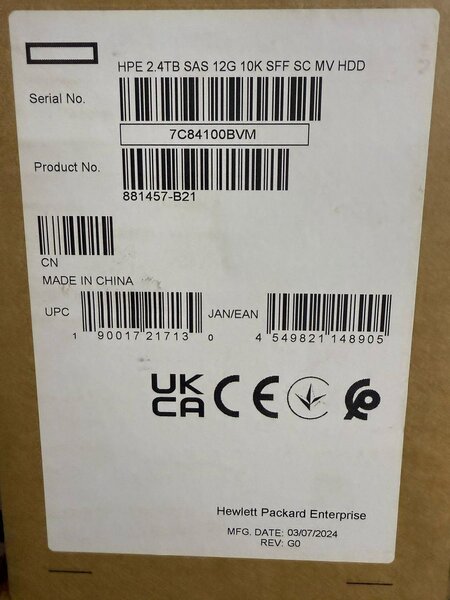 HPE 2.4TB SAS 12G 10K SFF SC MV HDD
Serial No.
7C84100BVM
Product No.
881457-B21
CN
MADE IN CHINA
UPC
1 90017 21713 0
JAN/EAN
4 549821 148905
UK
CA CE
Hewlett Packard Enterprise
MFG. DATE: 03/07/2024
REV: G0